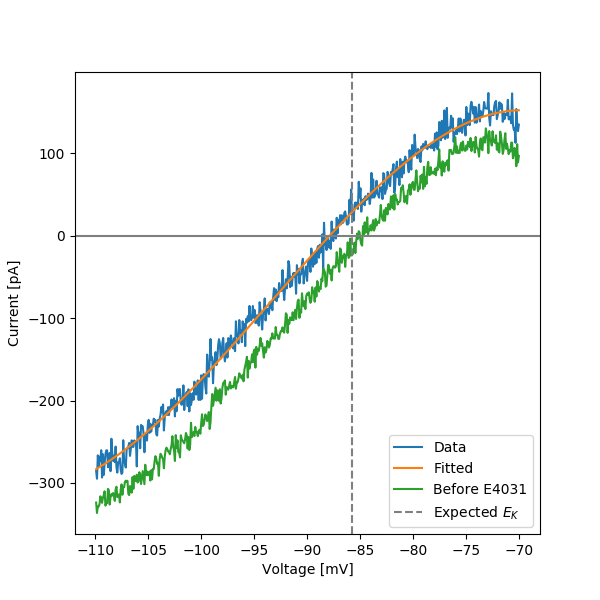 100
0
−100
−200
−300
Current [pA]
Data
Fitted
Before E4031
Expected E_K
−110 −105 −100 −95 −90 −85 −80 −75 −70
Voltage [mV]